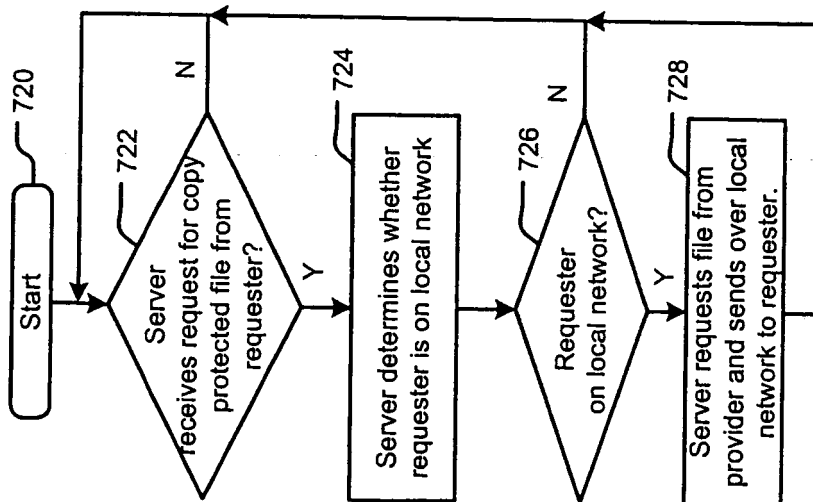 Start
720
Server
receives request for copy
protected file from
requester?
722
N
Y
Server determines whether
requester is on local network
724
Requester
on local network?
726
N
Y
Server requests file from
provider and sends over local
network to requester.
728